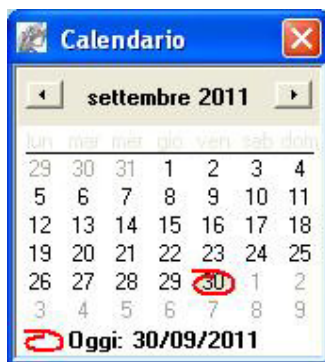 Calendario
settembre 2011
lun mar mer gio ven sab dom
29 30 31 1 2 3 4
5 6 7 8 9 10 11
12 13 14 15 16 17 18
19 20 21 22 23 24 25
26 27 28 29 30 1 2
3 4 5 6 7 8 9
Oggi: 30/09/2011